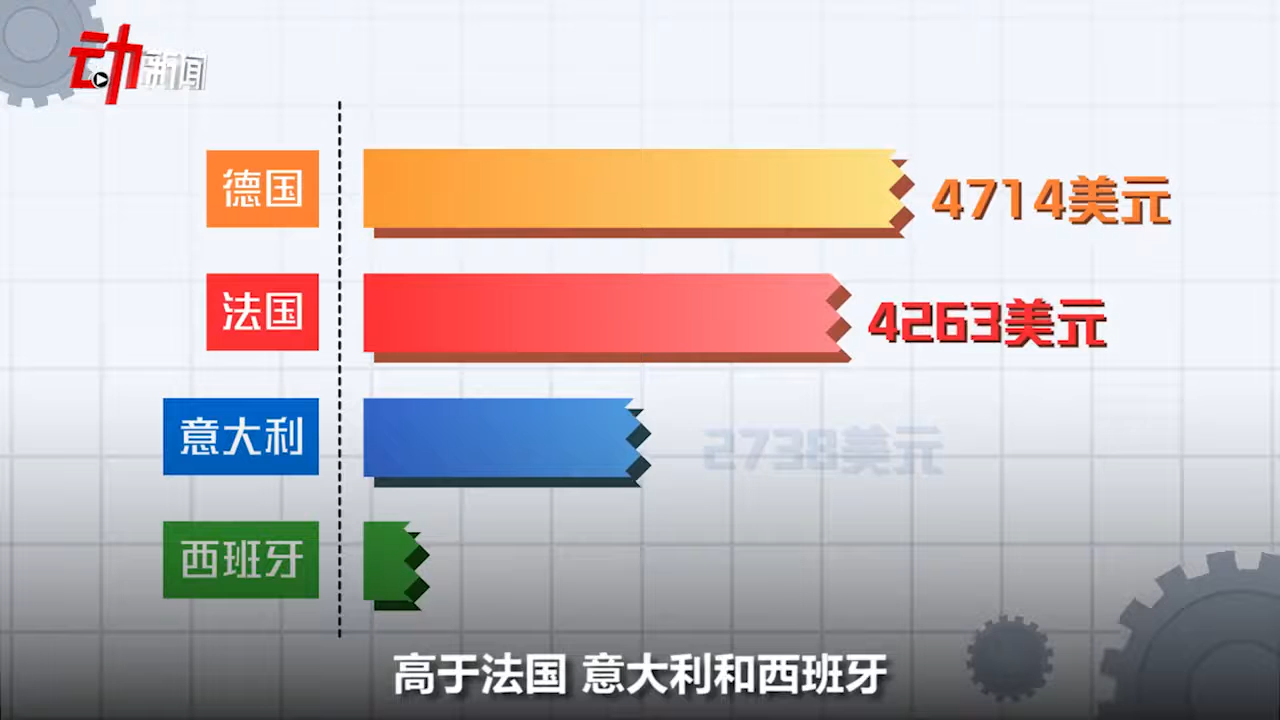 动新闻
德国
4714美元
法国
4263美元
意大利
2738美元
西班牙
高于法国 意大利和西班牙